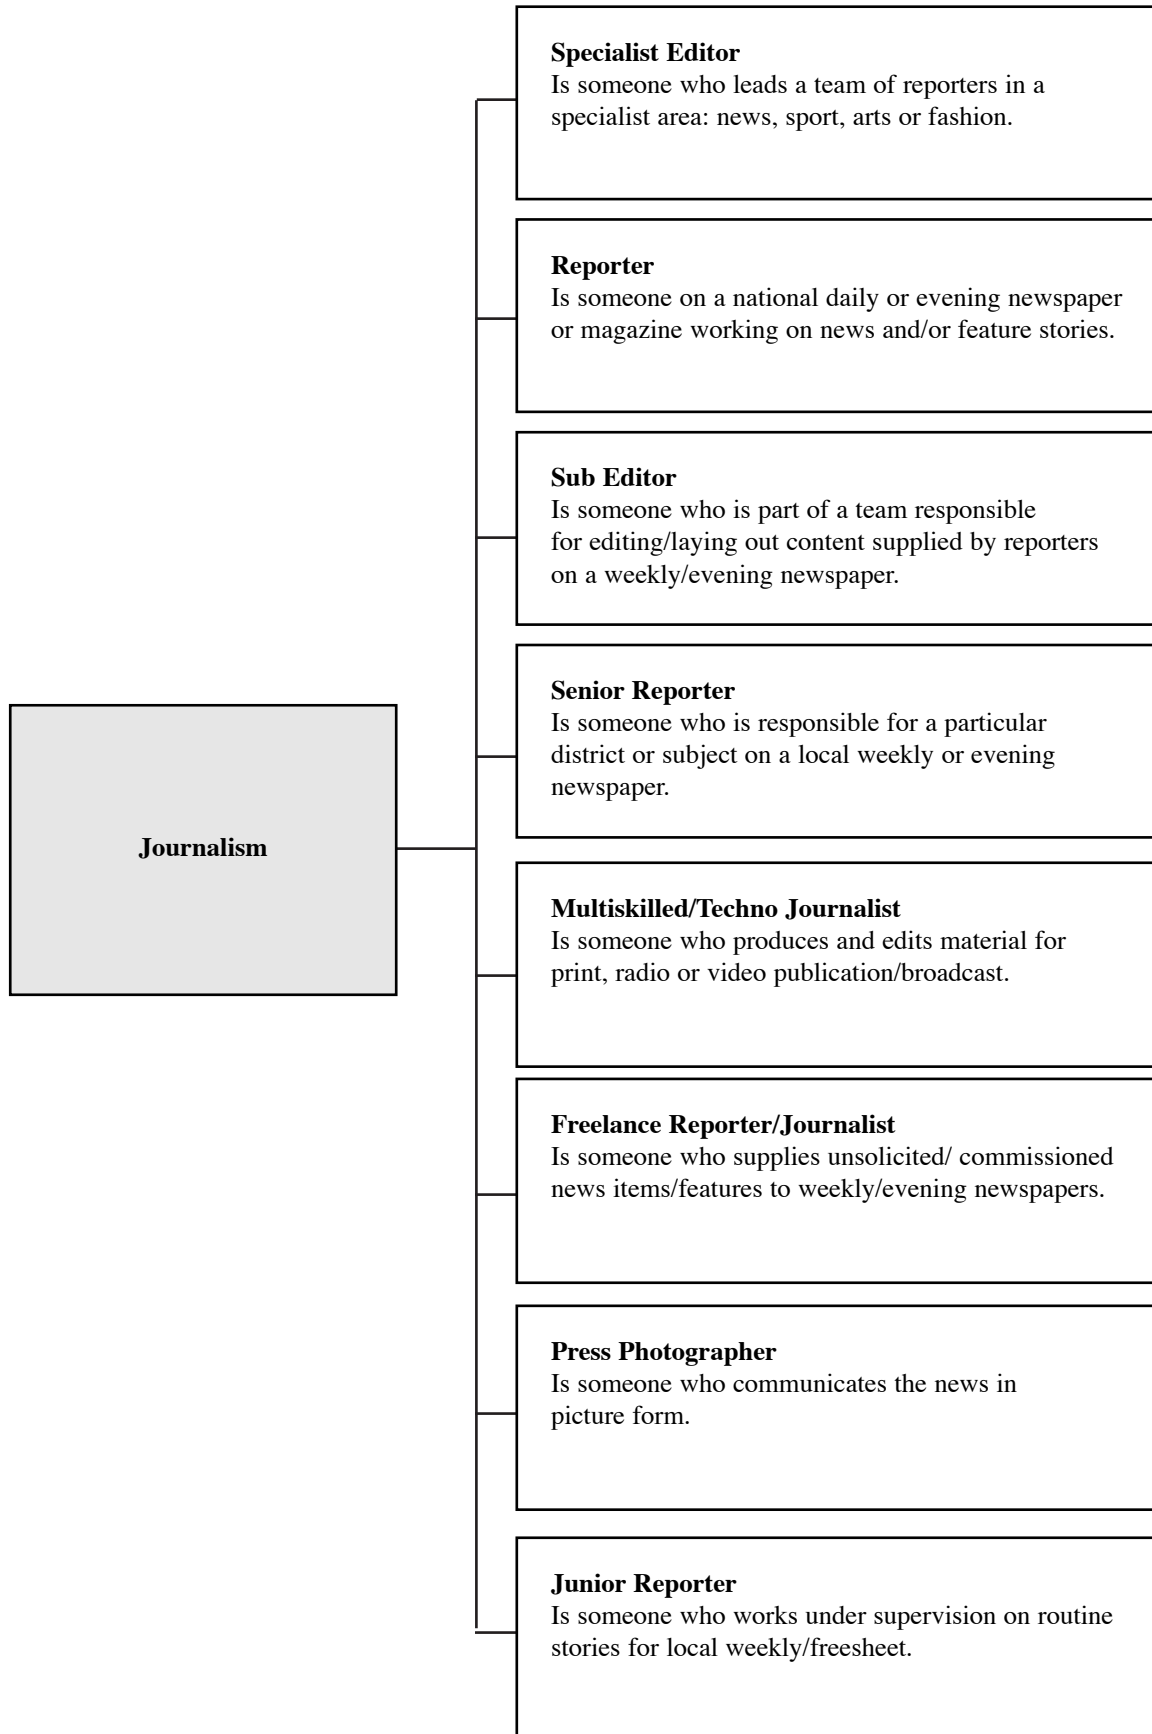 Specialist Editor
Is someone who leads a team of reporters in a
specialist area: news, sport, arts or fashion.
Reporter
Is someone on a national daily or evening newspaper
or magazine working on news and/or feature stories.
Sub Editor
Is someone who is part of a team responsible
for editing/laying out content supplied by reporters
on a weekly/evening newspaper.
Senior Reporter
Is someone who is responsible for a particular
district or subject on a local weekly or evening
newspaper.
Journalism
Multiskilled/Techno Journalist
Is someone who produces and edits material for
print, radio or video publication/broadcast.
Freelance Reporter/Journalist
Is someone who supplies unsolicited/ commissioned
news items/features to weekly/evening newspapers.
Press Photographer
Is someone who communicates the news in
picture form.
Junior Reporter
Is someone who works under supervision on routine
stories for local weekly/freesheet.